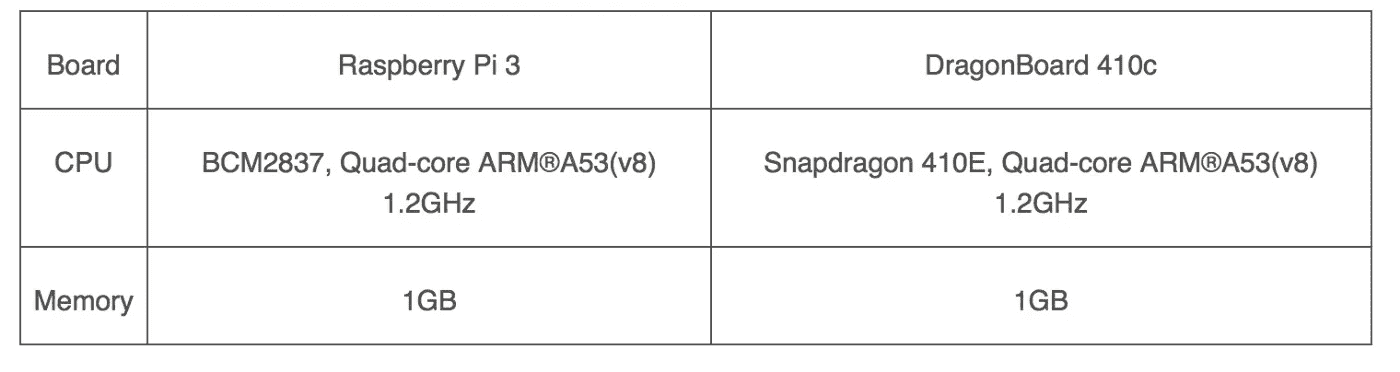 Board Raspberry Pi 3 DragonBoard 410c
CPU BCM2837, Quad-core ARM®A53(v8) 1.2GHz Snapdragon 410E, Quad-core ARM®A53(v8) 1.2GHz
Memory 1GB 1GB